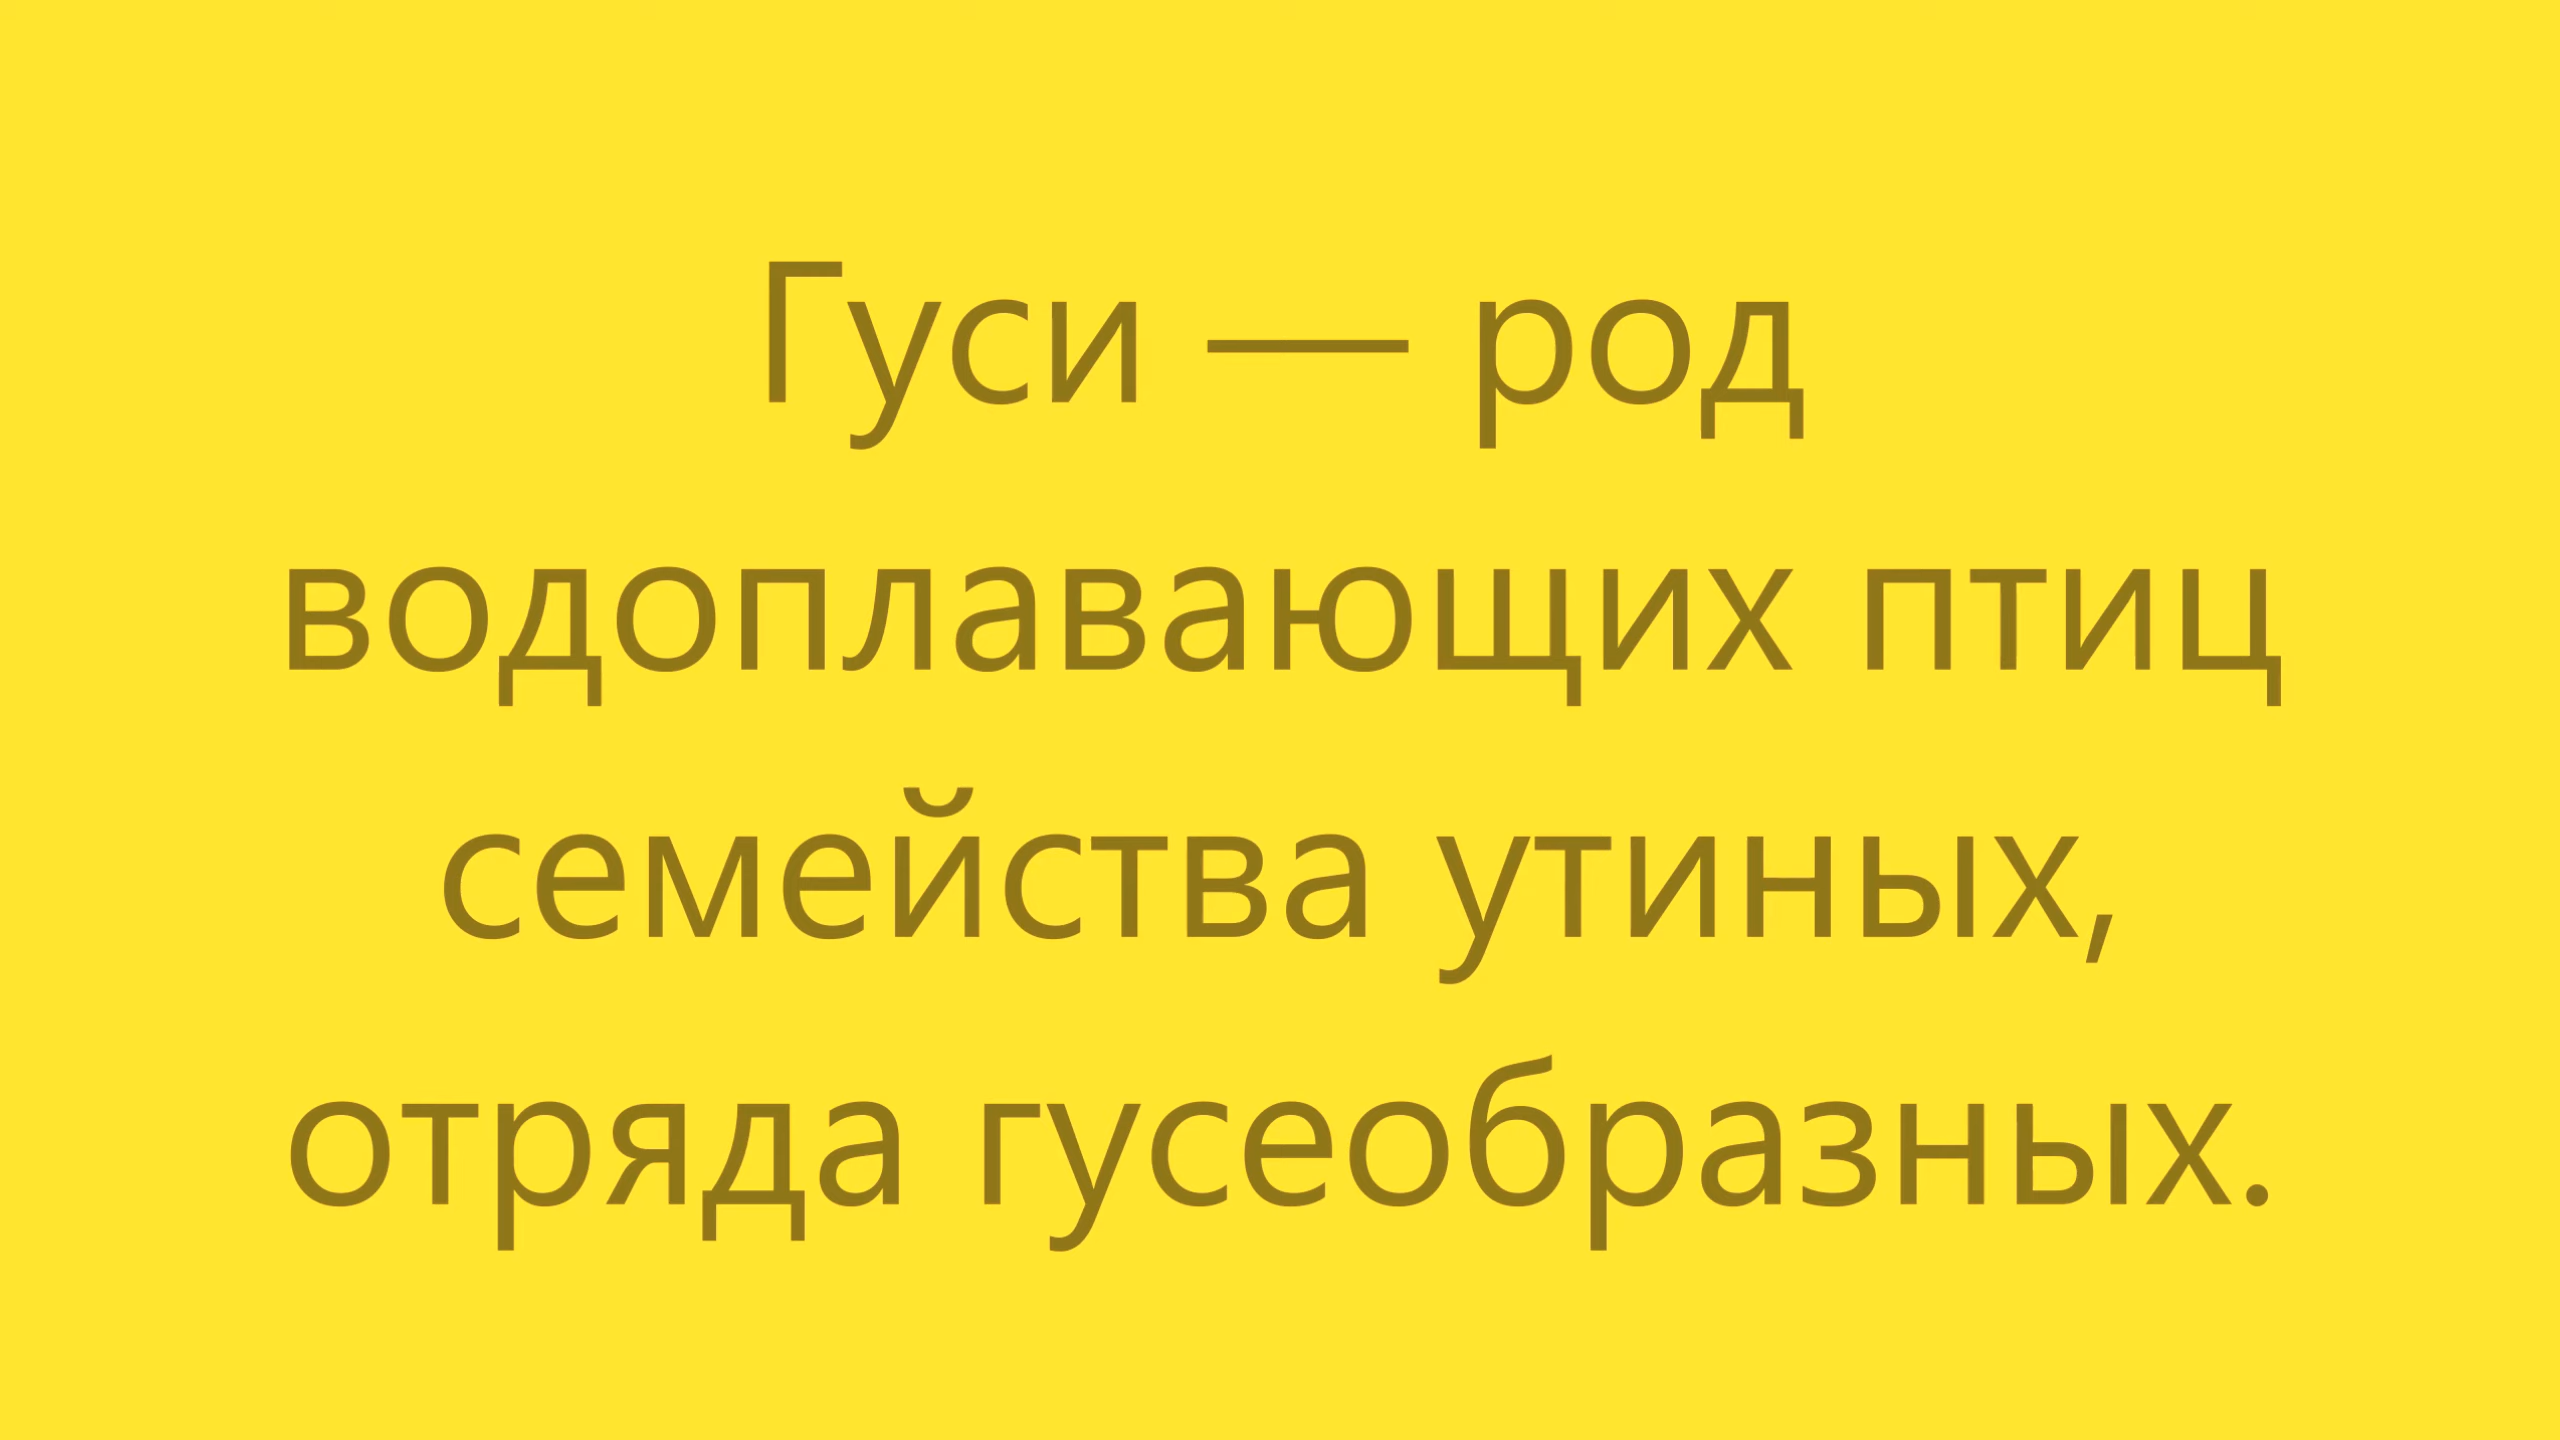 Гуси — род
водоплавающих птиц
семейства утиных,
отряда гусеобразных.